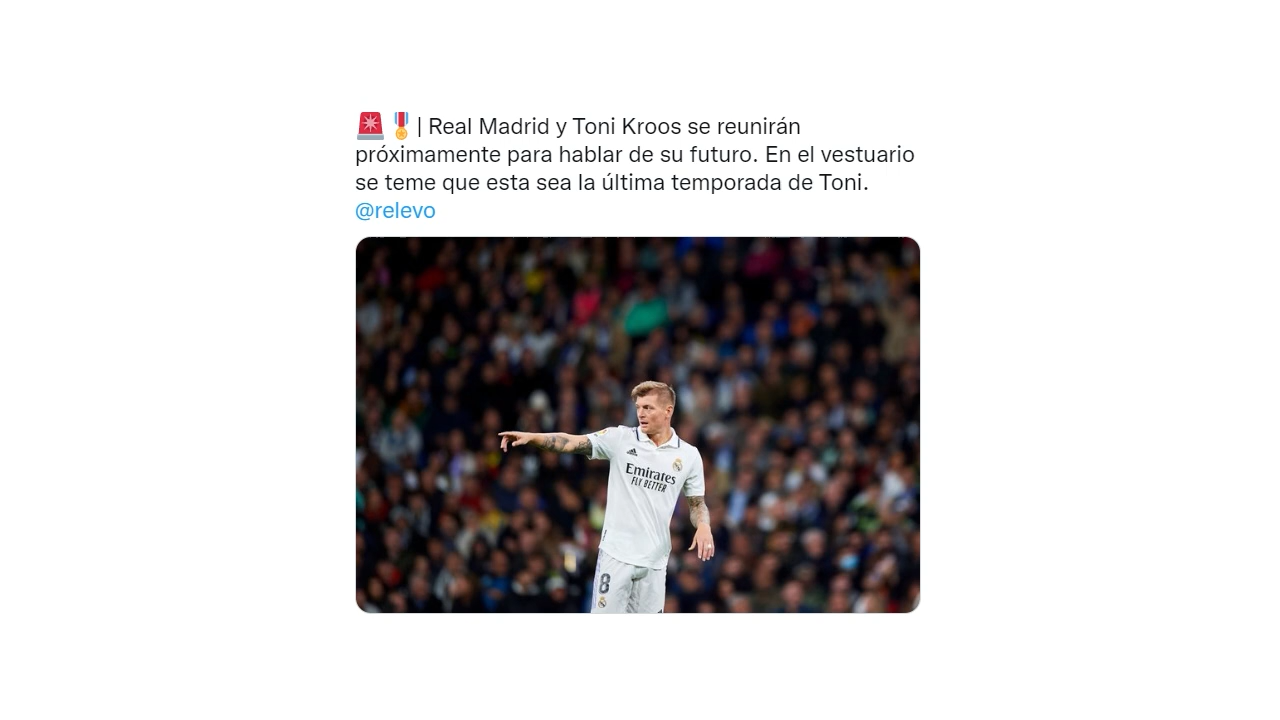 🚨🎖️| Real Madrid y Toni Kroos se reunirán
próximamente para hablar de su futuro. En el vestuario
se teme que esta sea la última temporada de Toni.
@relevo
Emirates
FLY BETTER
8